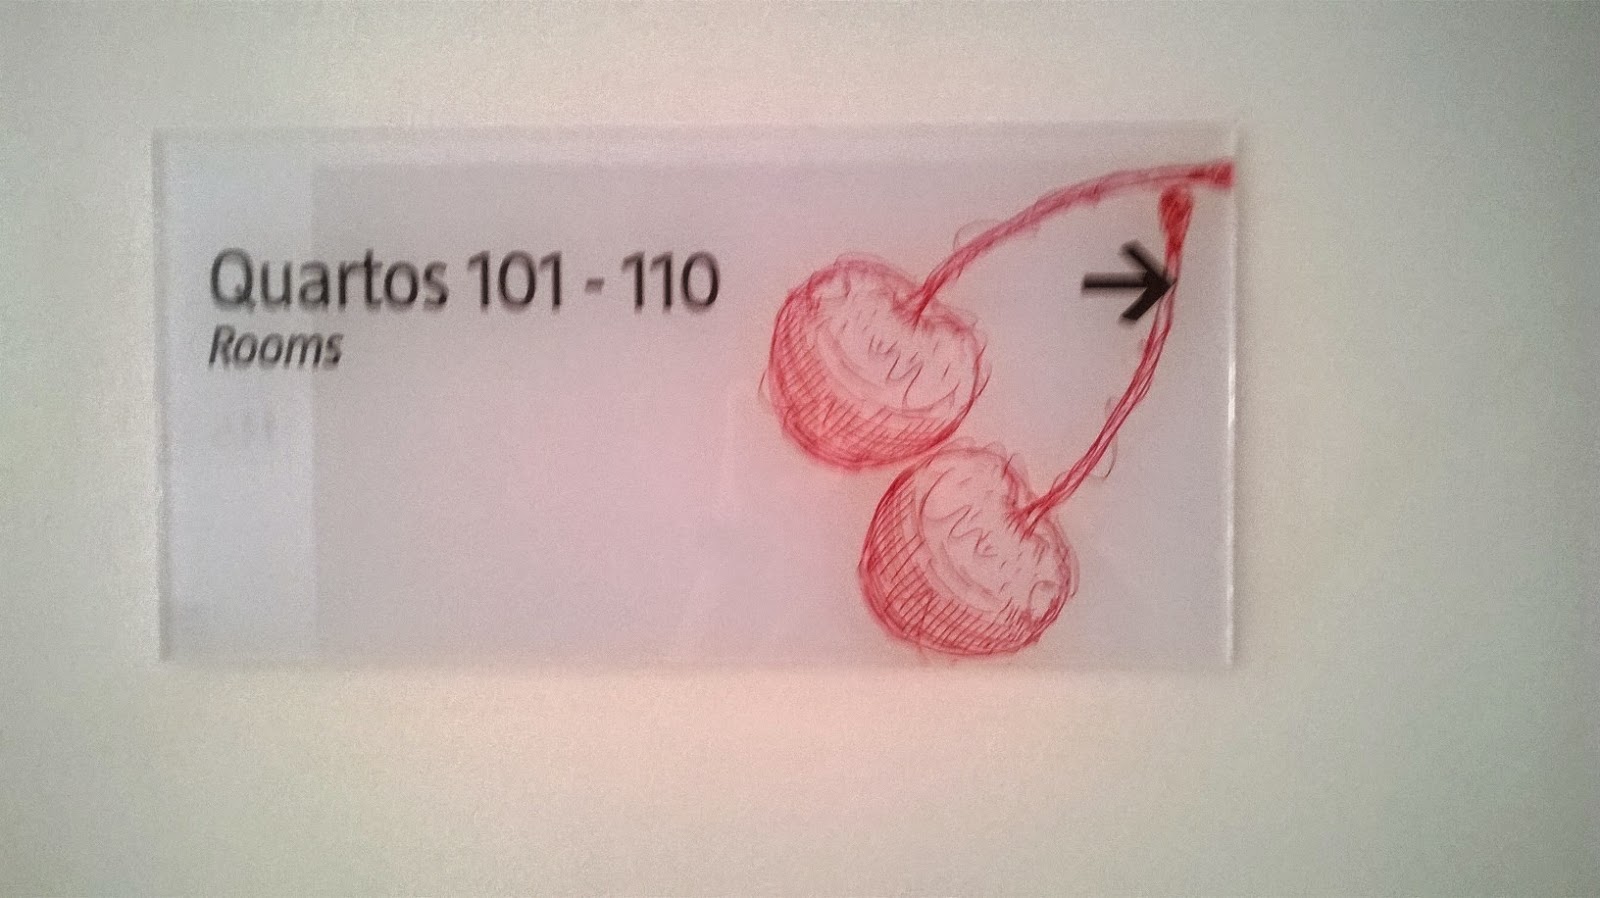 Quartos 101 - 110 →
Rooms